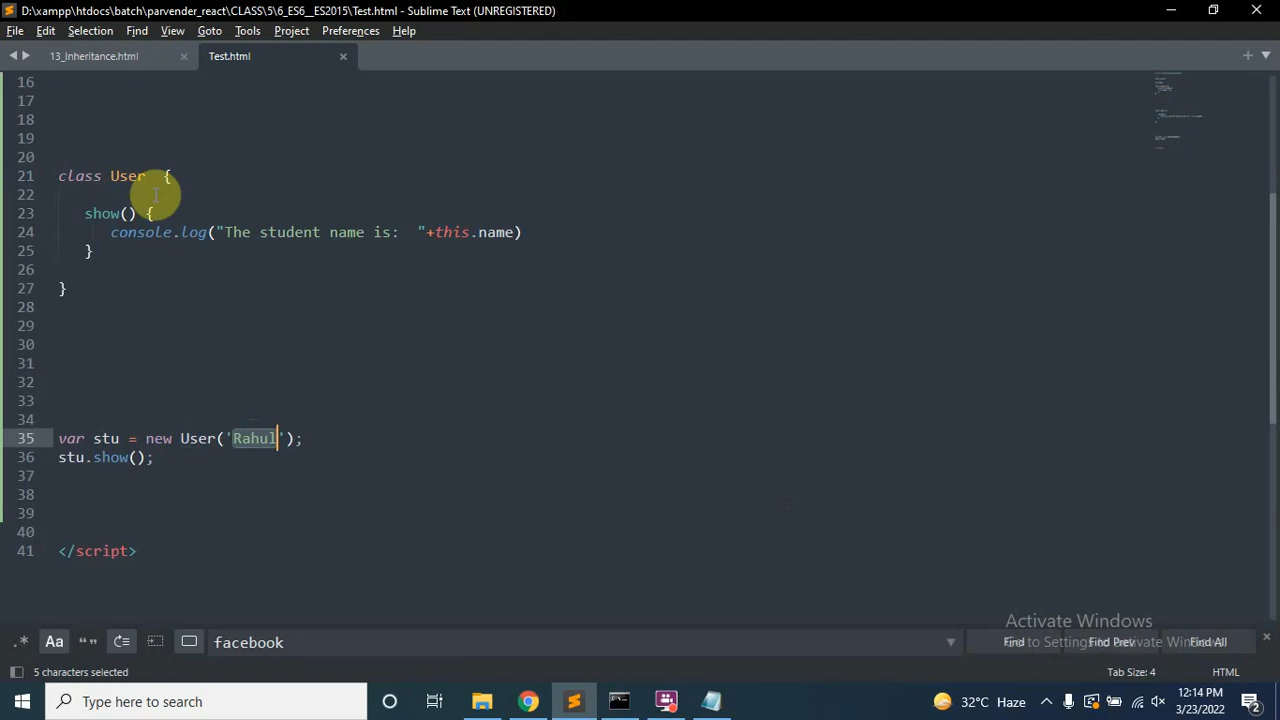 D:\xampp\htdocs\batch\parvender_react\CLASS\5\6_ES6__ES2015\Test.html - Sublime Text (UNREGISTERED)
File Edit Selection Find View Goto Tools Project Preferences Help
13_Inheritance.html Test.html
16
17
18
19
20
21 class User {
22
23 show() {
24 console.log("The student name is:  "+this.name)
25 }
26
27 }
28
29
30
31
32
33
34
35 var stu = new User('Rahul');
36 stu.show();
37
38
39
40
41 </script>
Activate Windows
Go to Settings to activate Windows.
.* Aa “” facebook Find Find Prev Find All
5 characters selected Tab Size: 4 HTML
Type here to search 32°C Haze 12:14 PM
3/23/2022 2